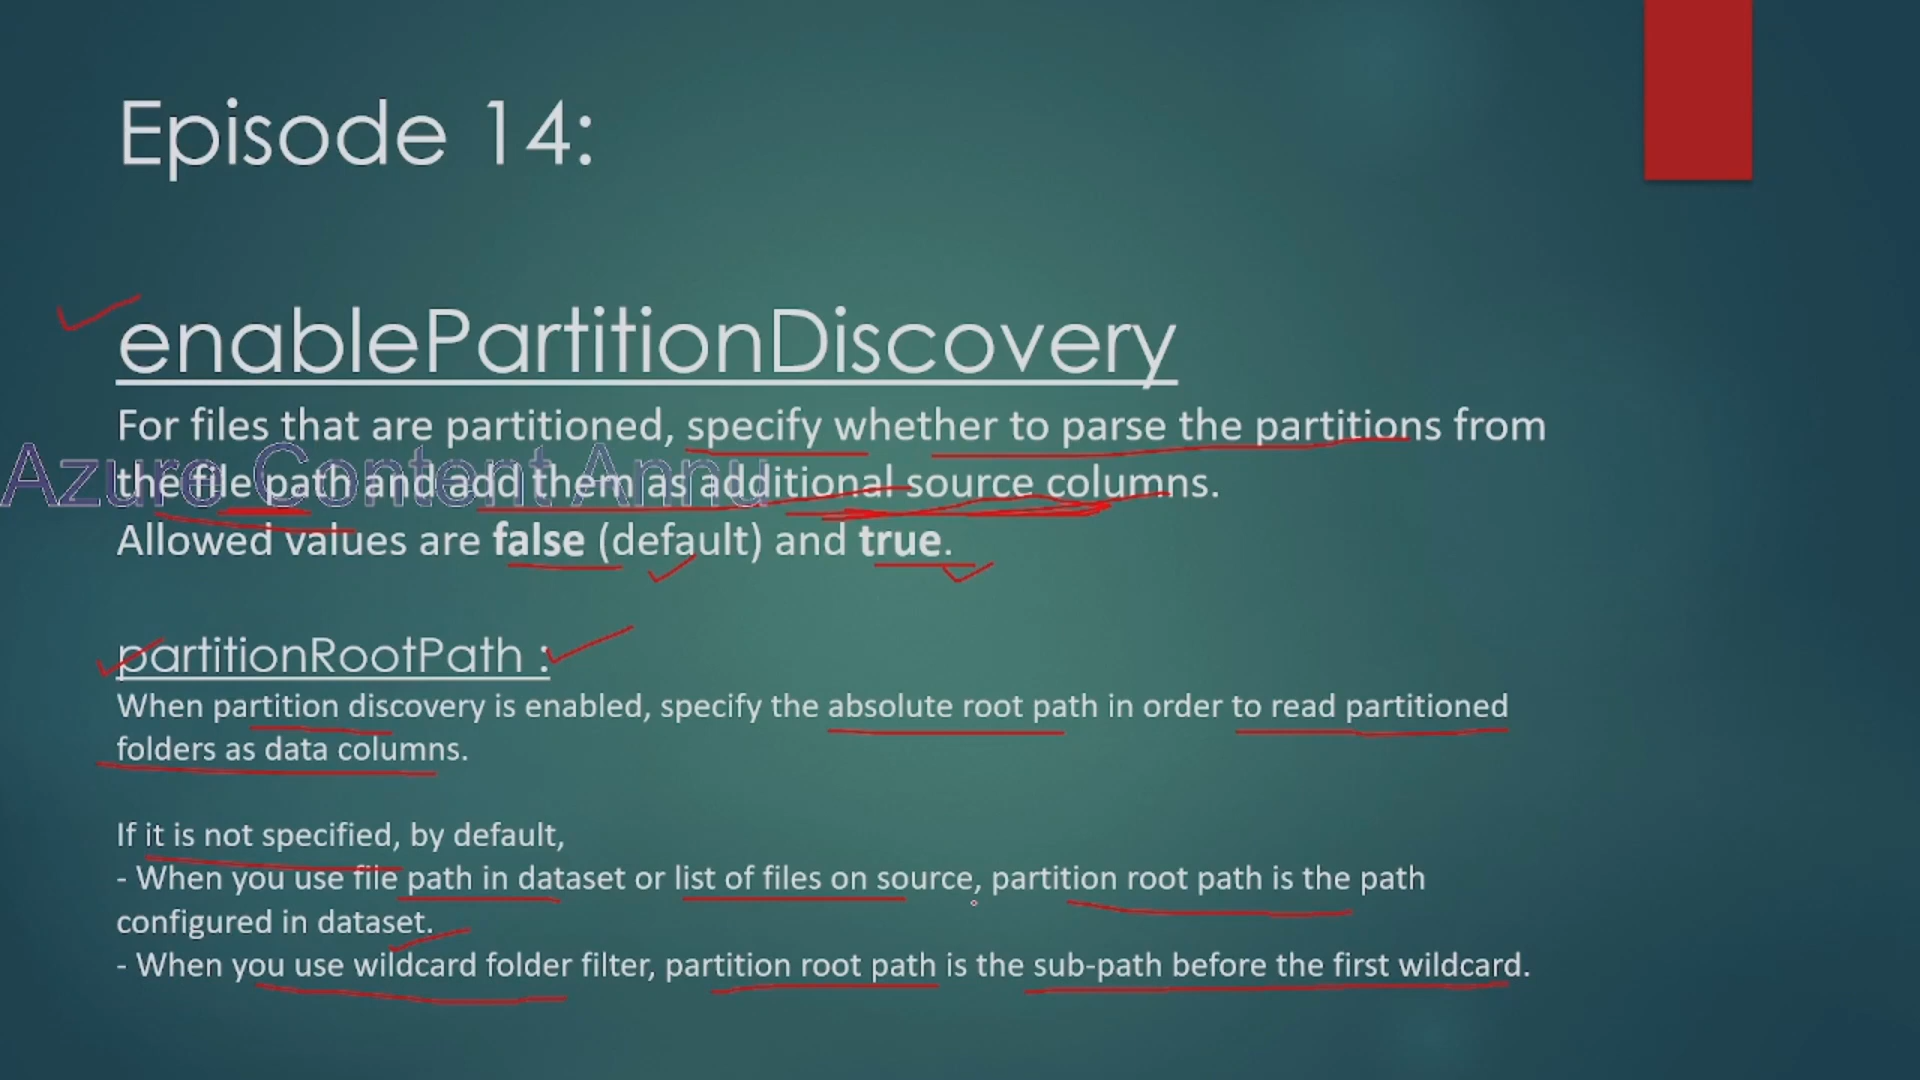 Episode 14:
enablePartitionDiscovery
For files that are partitioned, specify whether to parse the partitions from
the file path and add them as additional source columns.
Azure Content Annu
Allowed values are false (default) and true.
partitionRootPath :
When partition discovery is enabled, specify the absolute root path in order to read partitioned
folders as data columns.
If it is not specified, by default,
- When you use file path in dataset or list of files on source, partition root path is the path
configured in dataset.
- When you use wildcard folder filter, partition root path is the sub-path before the first wildcard.